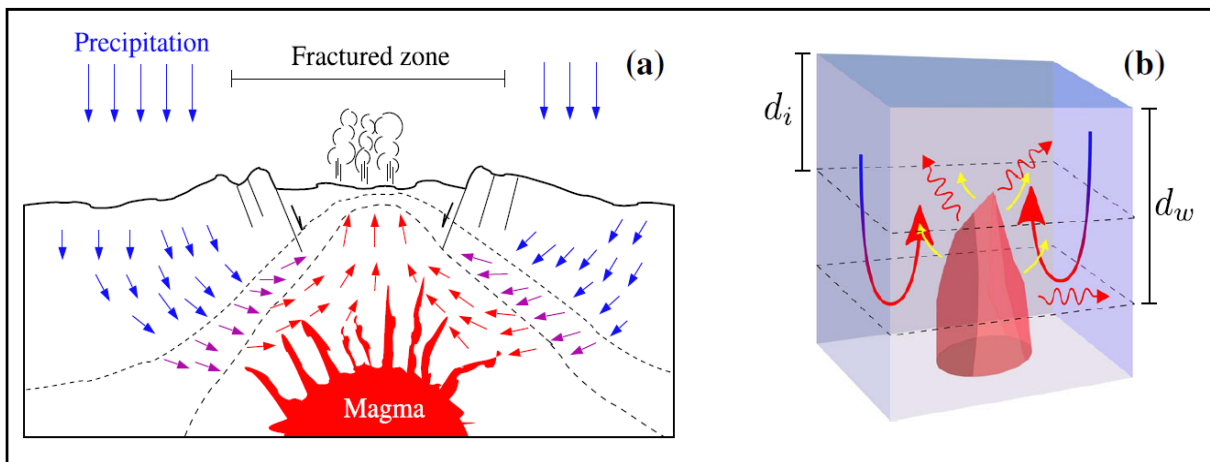 Precipitation
Fractured zone
(a)
Magma
(b)
d_i
d_w